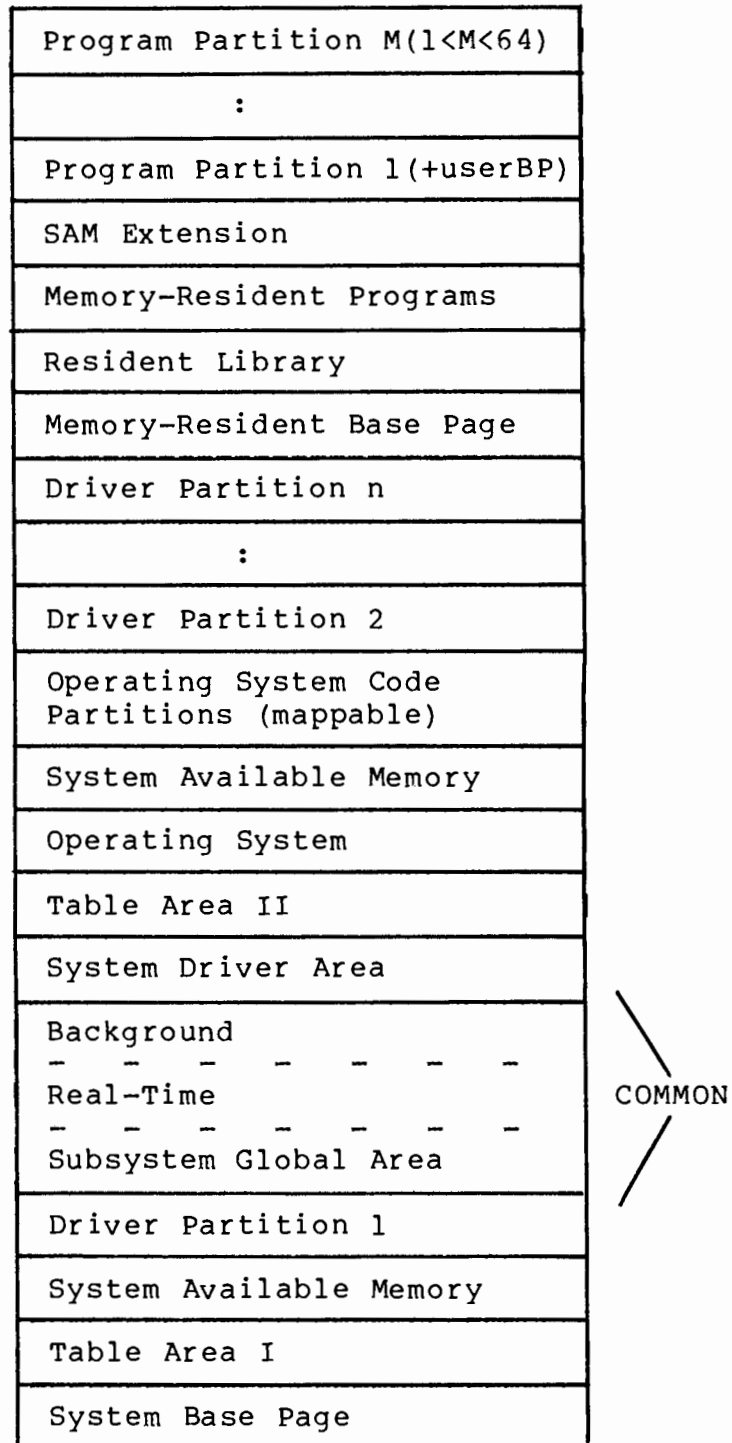 Program Partition M(1<M<64)
:
Program Partition 1(+userBP)
SAM Extension
Memory-Resident Programs
Resident Library
Memory-Resident Base Page
Driver Partition n
:
Driver Partition 2
Operating System Code
Partitions (mappable)
System Available Memory
Operating System
Table Area II
System Driver Area
Background
Real-Time
COMMON
Subsystem Global Area
Driver Partition 1
System Available Memory
Table Area I
System Base Page